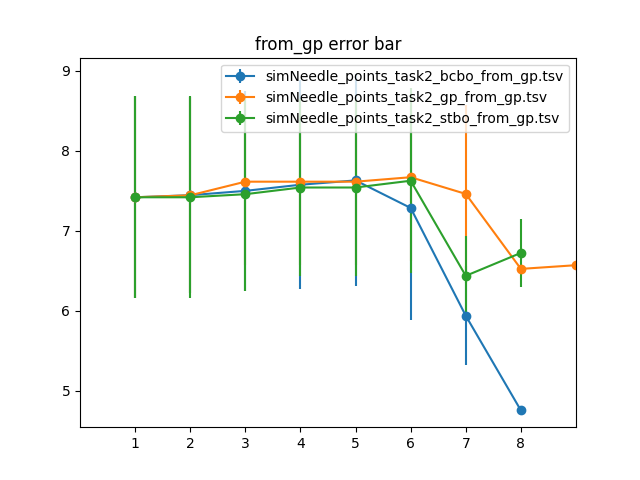 from_gp error bar
simNeedle_points_task2_bcbo_from_gp.tsv
simNeedle_points_task2_gp_from_gp.tsv
simNeedle_points_task2_stbo_from_gp.tsv
9
8
7
6
5
1 2 3 4 5 6 7 8